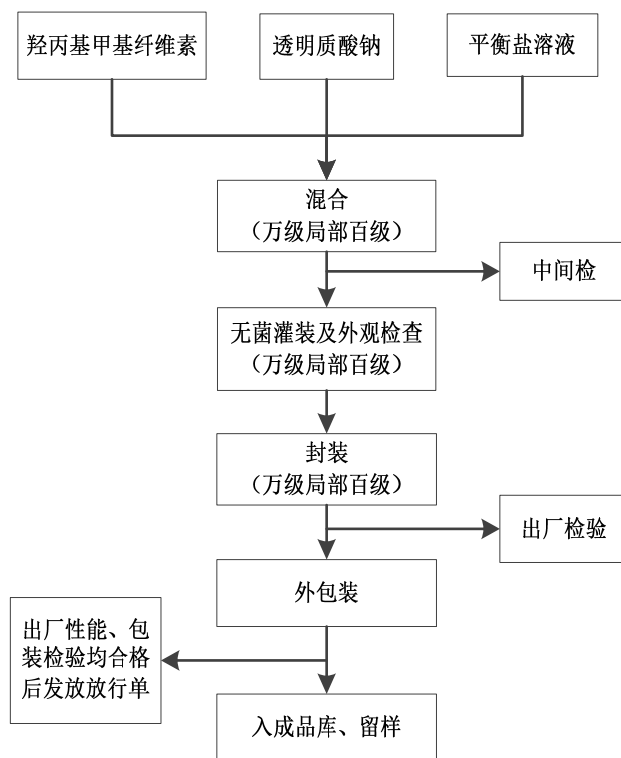 羟丙基甲基纤维素
透明质酸钠
平衡盐溶液
混合
（万级局部百级）
中间检
无菌灌装及外观检查
（万级局部百级）
封装
（万级局部百级）
出厂检验
外包装
出厂性能、包
装检验均合格
后发放放行单
入成品库、留样